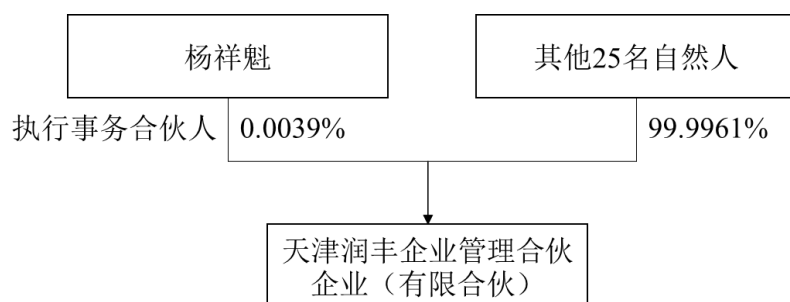 杨祥魁
其他25名自然人
执行事务合伙人
0.0039%
99.9961%
天津润丰企业管理合伙
企业（有限合伙）